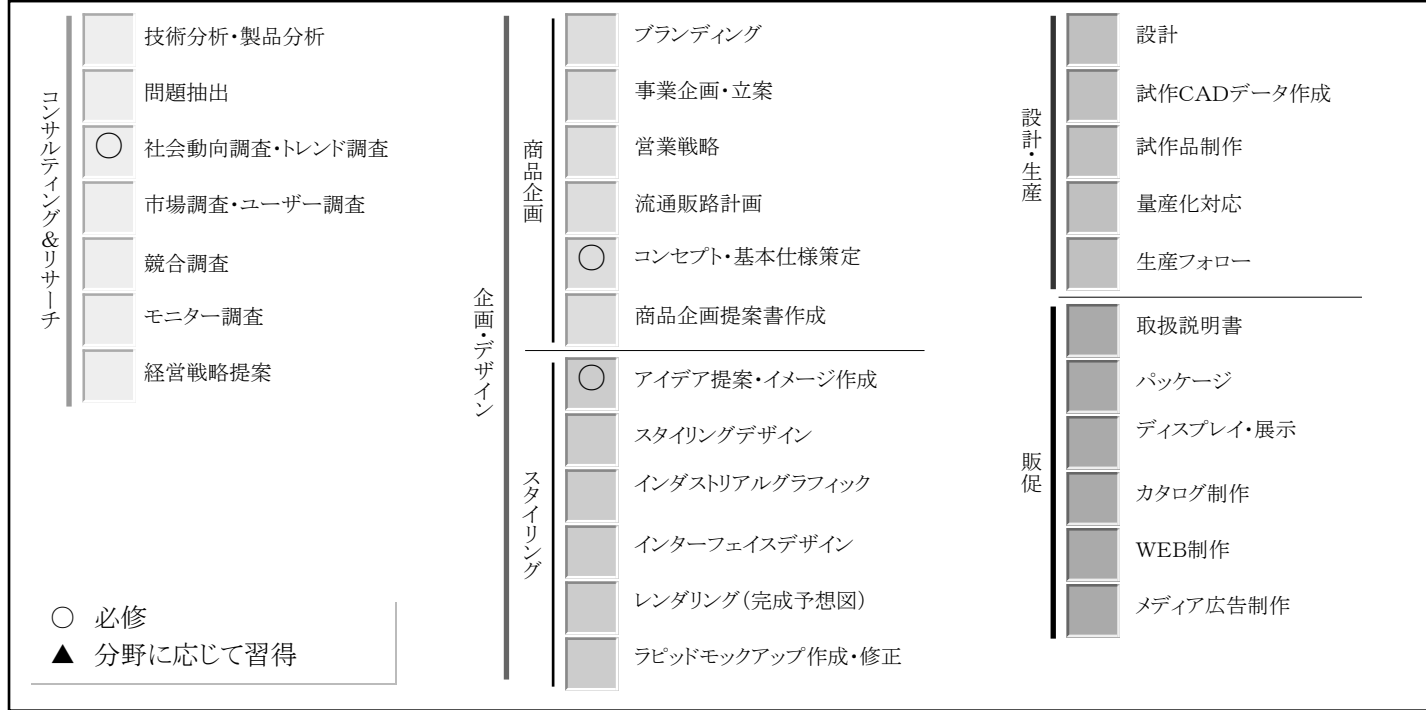 コンサルティング&リサーチ
技術分析・製品分析
問題抽出
○ 社会動向調査・トレンド調査
市場調査・ユーザー調査
競合調査
モニター調査
経営戦略提案
企画・デザイン
商品企画
ブランディング
事業企画・立案
営業戦略
流通販路計画
○ コンセプト・基本仕様策定
商品企画提案書作成
スタイリング
○ アイデア提案・イメージ作成
スタイリングデザイン
インダストリアルグラフィック
インターフェイスデザイン
レンダリング(完成予想図)
ラピッドモックアップ作成・修正
設計・生産
設計
試作CADデータ作成
試作品制作
量産化対応
生産フォロー
販促
取扱説明書
パッケージ
ディスプレイ・展示
カタログ制作
WEB制作
メディア広告制作
○ 必修
▲ 分野に応じて習得